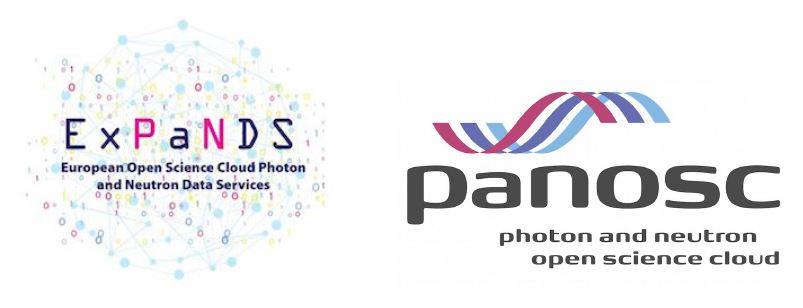 ExPaNDS
European Open Science Cloud Photon
and Neutron Data Services
panosc
photon and neutron
open science cloud